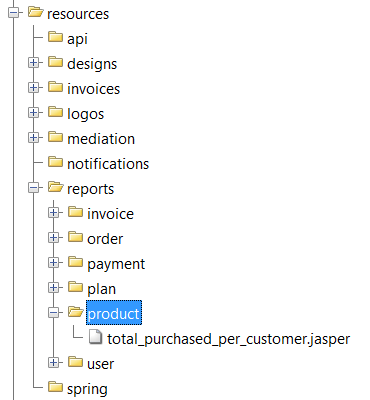 resources
api
designs
invoices
logos
mediation
notifications
reports
invoice
order
payment
plan
product
total_purchased_per_customer.jasper
user
spring